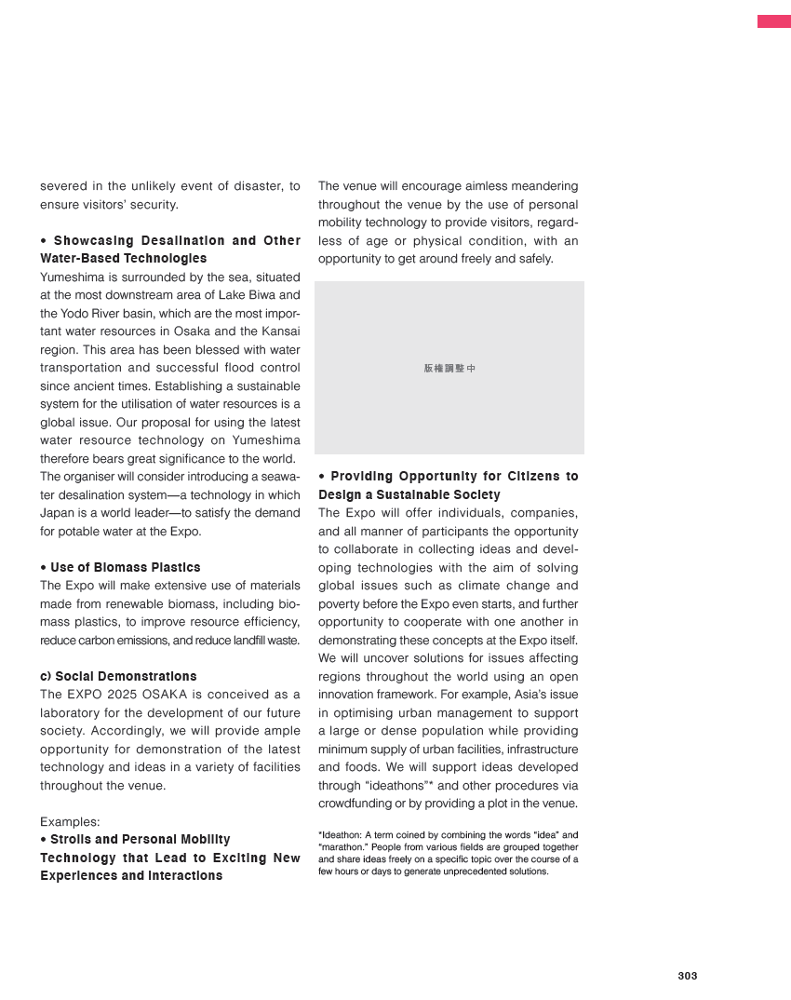 severed in the unlikely event of disaster, to
ensure visitors’ security.
• Showcasing Desalination and Other
Water-Based Technologies
Yumeshima is surrounded by the sea, situated
at the most downstream area of Lake Biwa and
the Yodo River basin, which are the most impor-
tant water resources in Osaka and the Kansai
region. This area has been blessed with water
transportation and successful flood control
since ancient times. Establishing a sustainable
system for the utilisation of water resources is a
global issue. Our proposal for using the latest
water resource technology on Yumeshima
therefore bears great significance to the world.
The organiser will consider introducing a seawa-
ter desalination system—a technology in which
Japan is a world leader—to satisfy the demand
for potable water at the Expo.
• Use of Biomass Plastics
The Expo will make extensive use of materials
made from renewable biomass, including bio-
mass plastics, to improve resource efficiency,
reduce carbon emissions, and reduce landfill waste.
c) Social Demonstrations
The EXPO 2025 OSAKA is conceived as a
laboratory for the development of our future
society. Accordingly, we will provide ample
opportunity for demonstration of the latest
technology and ideas in a variety of facilities
throughout the venue.
Examples:
• Strolls and Personal Mobility
Technology that Lead to Exciting New
Experiences and Interactions
The venue will encourage aimless meandering
throughout the venue by the use of personal
mobility technology to provide visitors, regard-
less of age or physical condition, with an
opportunity to get around freely and safely.
版権調整中
• Providing Opportunity for Citizens to
Design a Sustainable Society
The Expo will offer individuals, companies,
and all manner of participants the opportunity
to collaborate in collecting ideas and devel-
oping technologies with the aim of solving
global issues such as climate change and
poverty before the Expo even starts, and further
opportunity to cooperate with one another in
demonstrating these concepts at the Expo itself.
We will uncover solutions for issues affecting
regions throughout the world using an open
innovation framework. For example, Asia’s issue
in optimising urban management to support
a large or dense population while providing
minimum supply of urban facilities, infrastructure
and foods. We will support ideas developed
through “ideathons”* and other procedures via
crowdfunding or by providing a plot in the venue.
*Ideathon: A term coined by combining the words “idea” and
“marathon.” People from various fields are grouped together
and share ideas freely on a specific topic over the course of a
few hours or days to generate unprecedented solutions.
303